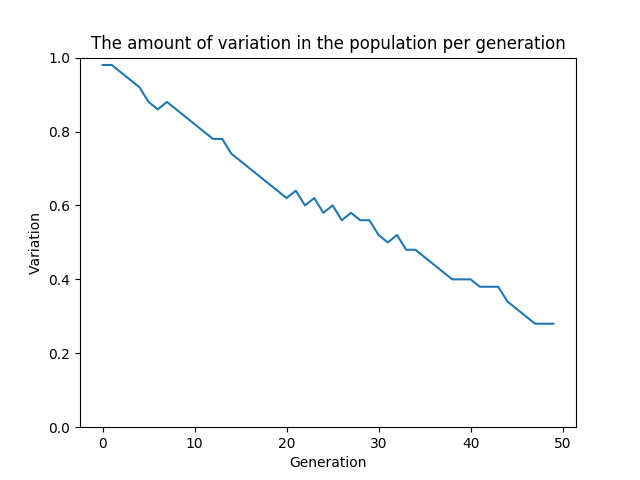 The amount of variation in the population per generation
1.0
0.8
0.6
0.4
0.2
0.0
Variation
0 10 20 30 40 50
Generation